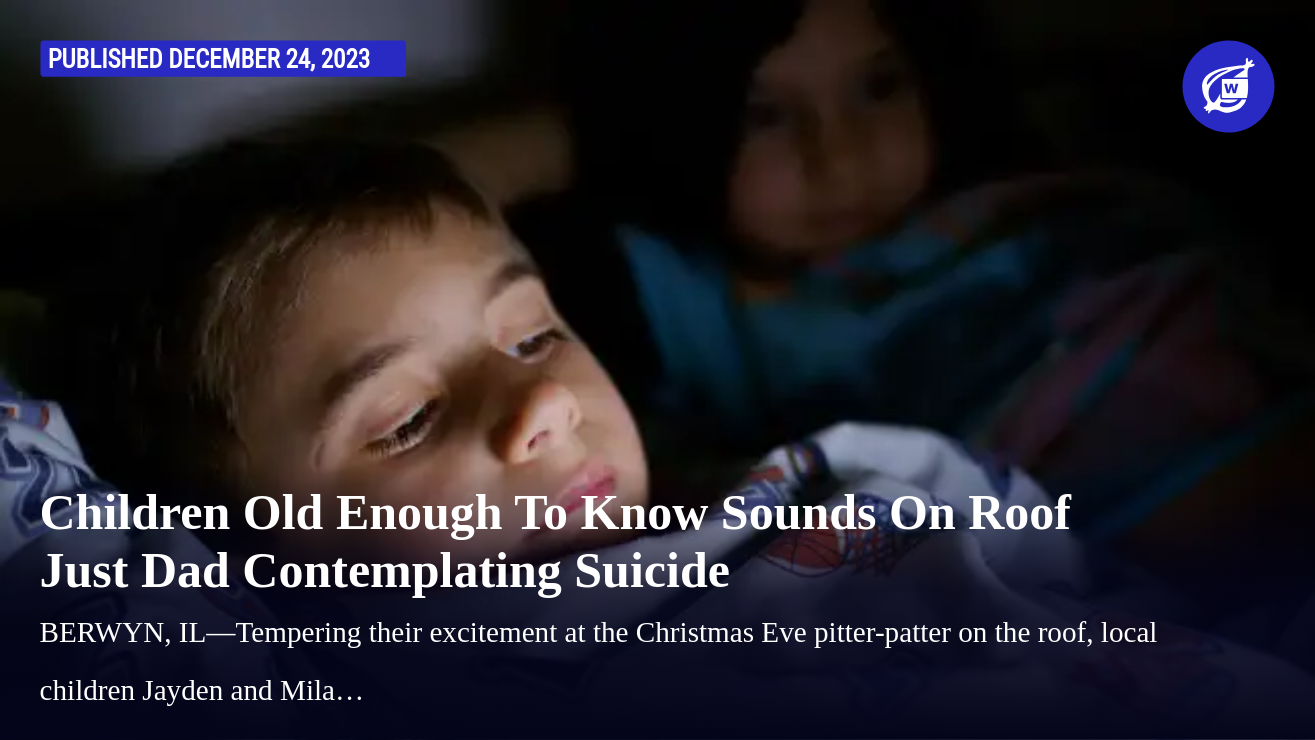 PUBLISHED DECEMBER 24, 2023
W
Children Old Enough To Know Sounds On Roof
Just Dad Contemplating Suicide
BERWYN, IL—Tempering their excitement at the Christmas Eve pitter-patter on the roof, local
children Jayden and Mila…